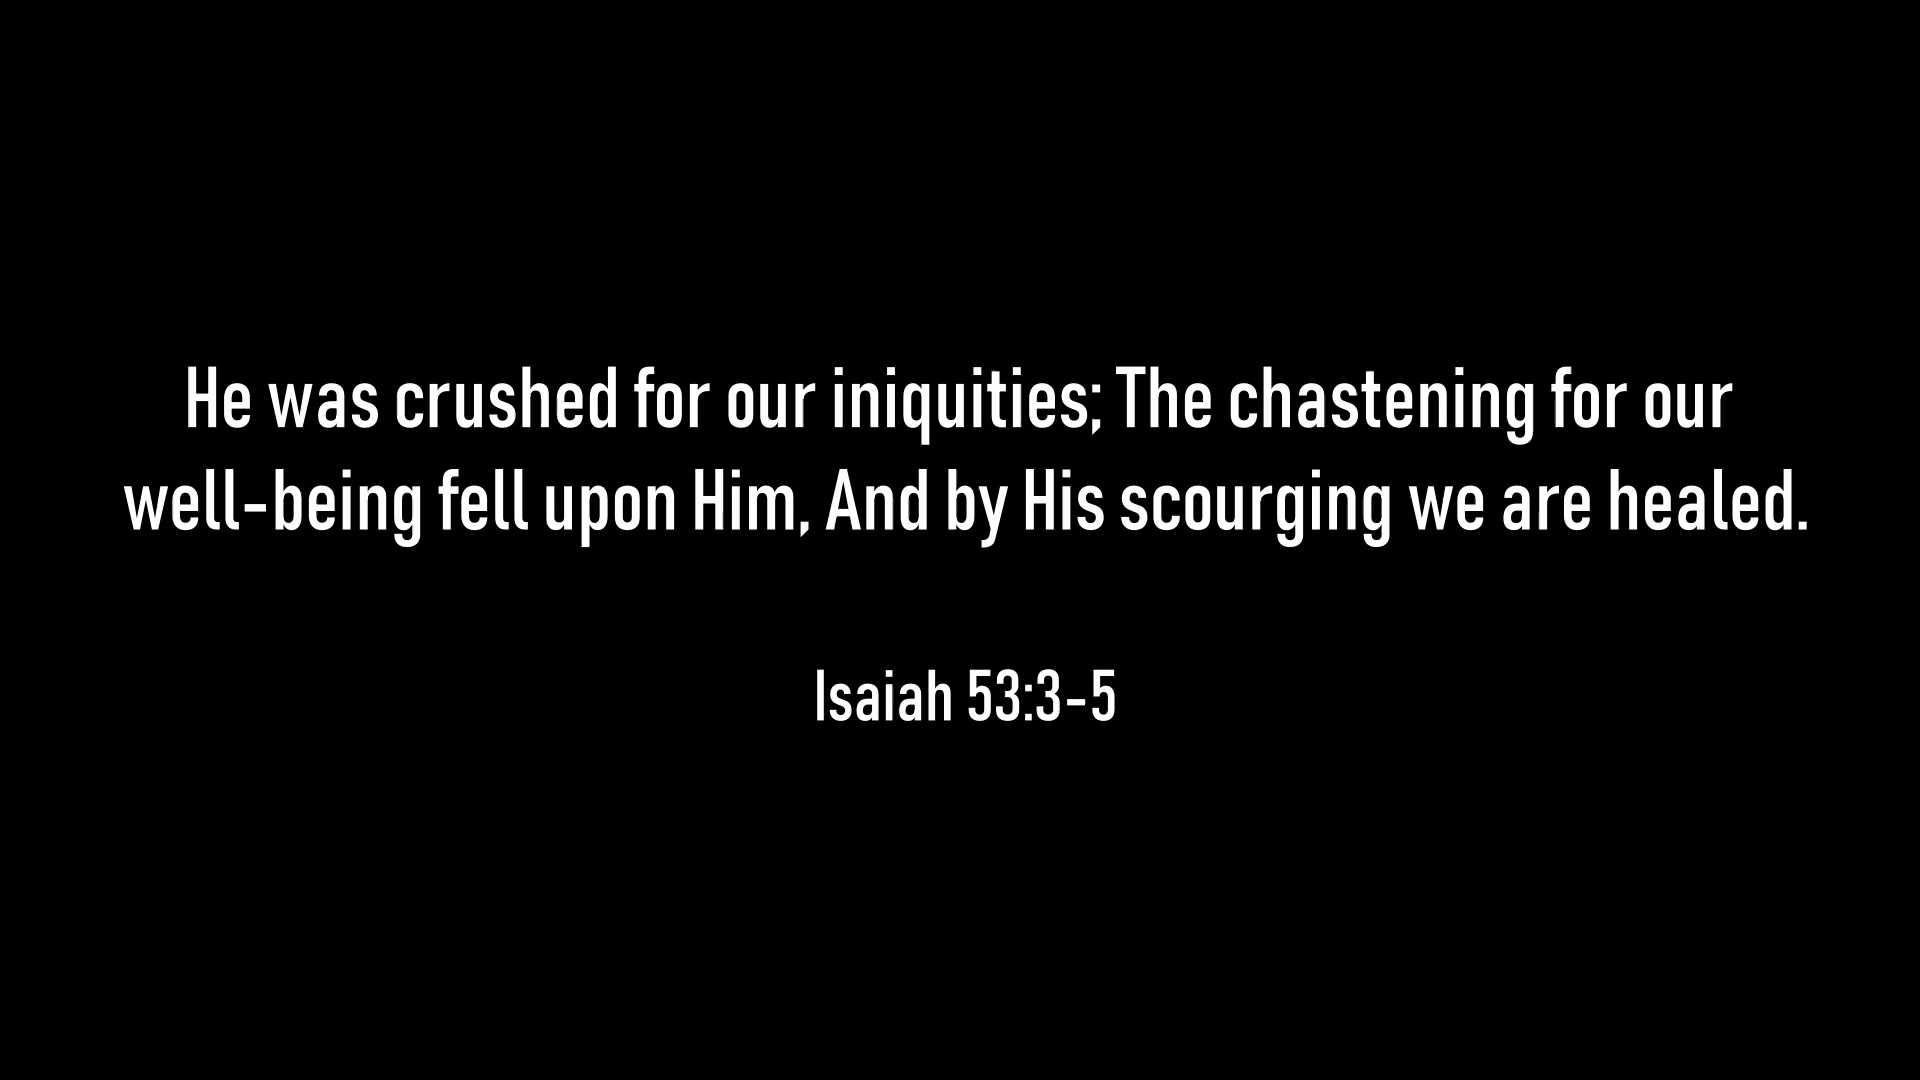 He was crushed for our iniquities; The chastening for our
well-being fell upon Him, And by His scourging we are healed.
Isaiah 53:3-5